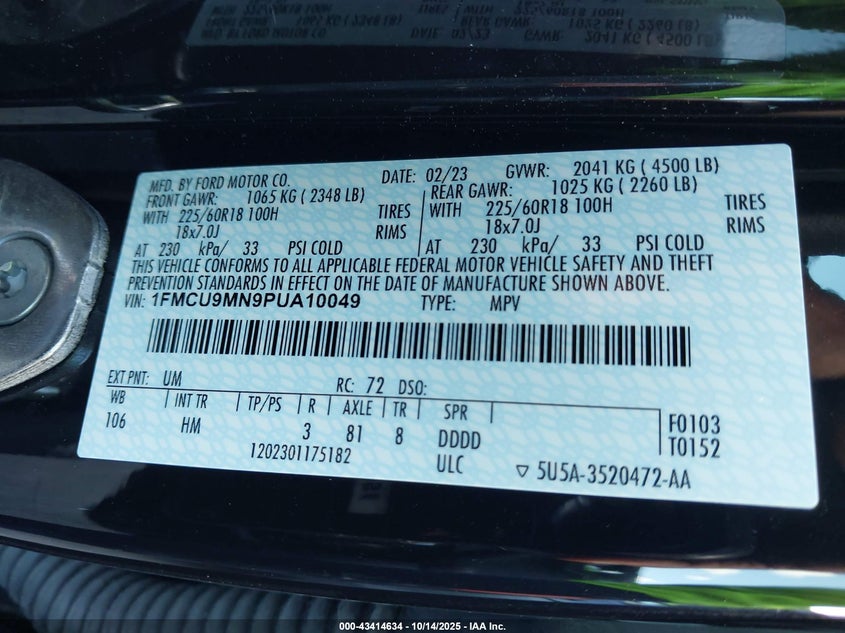 MFD. BY FORD MOTOR CO. DATE: 02/23 GVWR: 2041 KG ( 4500 LB)
FRONT GAWR: 1065 KG ( 2348 LB) REAR GAWR: 1025 KG ( 2260 LB)
WITH 225/60R18 100H TIRES WITH 225/60R18 100H TIRES
18x7.0J RIMS 18x7.0J RIMS
AT 230 kPa/ 33 PSI COLD AT 230 kPa/ 33 PSI COLD
THIS VEHICLE CONFORMS TO ALL APPLICABLE FEDERAL MOTOR VEHICLE SAFETY AND THEFT
PREVENTION STANDARDS IN EFFECT ON THE DATE OF MANUFACTURE SHOWN ABOVE.
VIN: 1FMCU9MN9PUA10049 TYPE: MPV
EXT PNT: UM RC: 72 DSO:
WB INT TR TP/PS R AXLE TR SPR F0103
106 HM 3 81 8 DDDD T0152
1202301175182 ULC ▽ 5U5A-3520472-AA
000-43414634 - 10/14/2025 - IAA Inc.